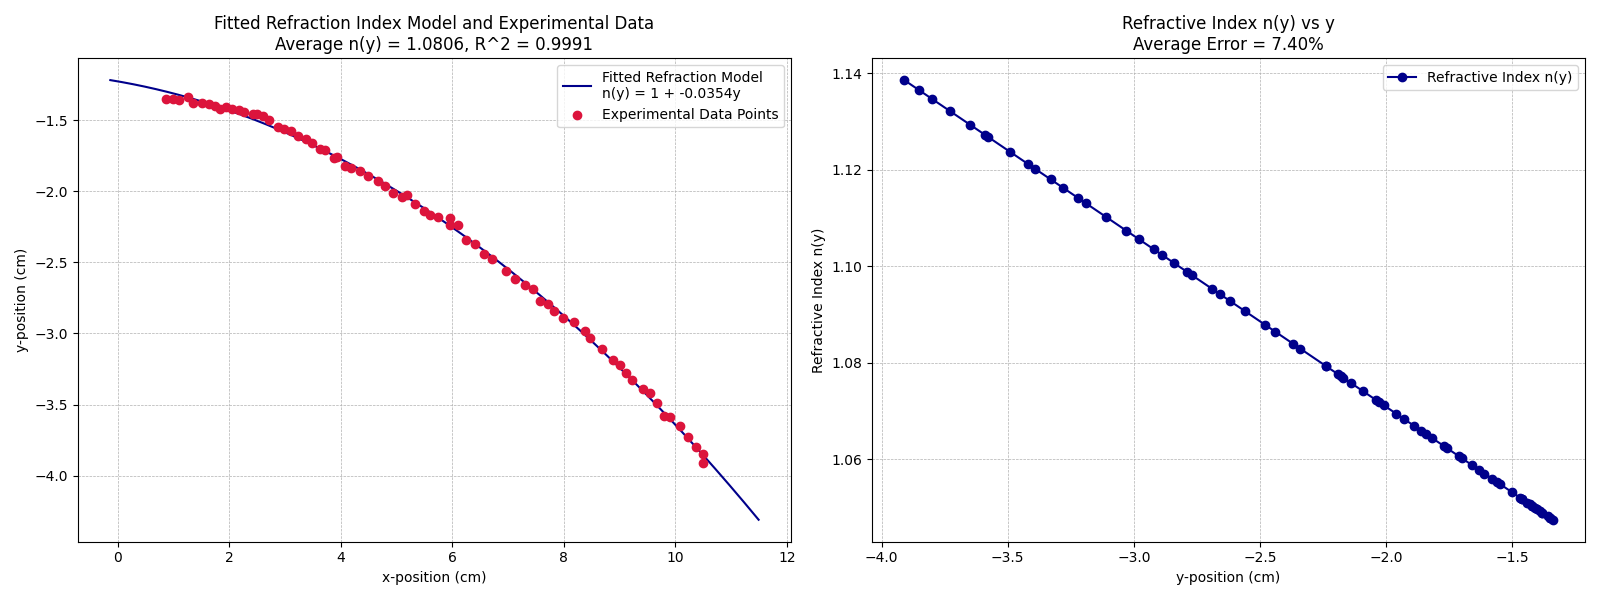 Fitted Refraction Index Model and Experimental Data
Average n(y) = 1.0806, R^2 = 0.9991
Fitted Refraction Model
n(y) = 1 + -0.0354y
Experimental Data Points
−1.5
−2.0
−2.5
−3.0
−3.5
−4.0
y-position (cm)
0
2
4
6
8
10
12
x-position (cm)
Refractive Index n(y) vs y
Average Error = 7.40%
Refractive Index n(y)
1.14
1.12
1.10
1.08
1.06
Refractive Index n(y)
−4.0
−3.5
−3.0
−2.5
−2.0
−1.5
y-position (cm)